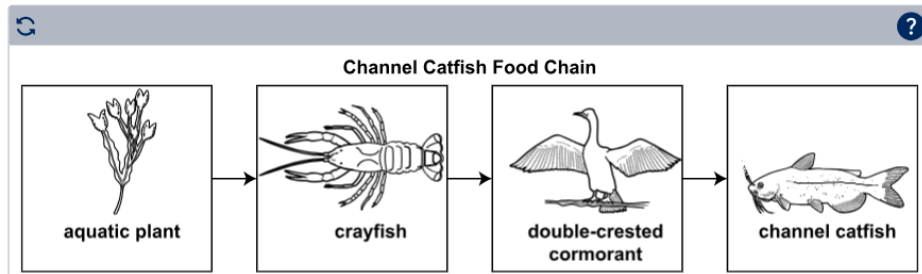 ?
Channel Catfish Food Chain
aquatic plant
crayfish
double-crested
cormorant
channel catfish